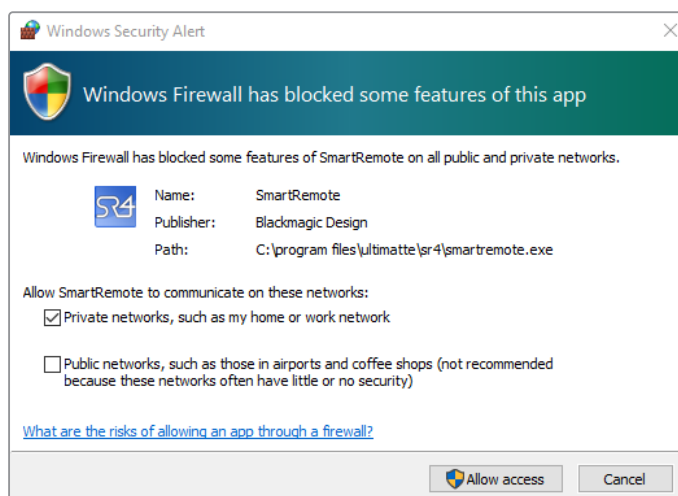 Windows Security Alert
Windows Firewall has blocked some features of this app
Windows Firewall has blocked some features of SmartRemote on all public and private networks.
SR4
Name: SmartRemote
Publisher: Blackmagic Design
Path: C:\program files\ultimatte\sr4\smartremote.exe
Allow SmartRemote to communicate on these networks:
Private networks, such as my home or work network
Public networks, such as those in airports and coffee shops (not recommended
because these networks often have little or no security)
What are the risks of allowing an app through a firewall?
Allow access Cancel